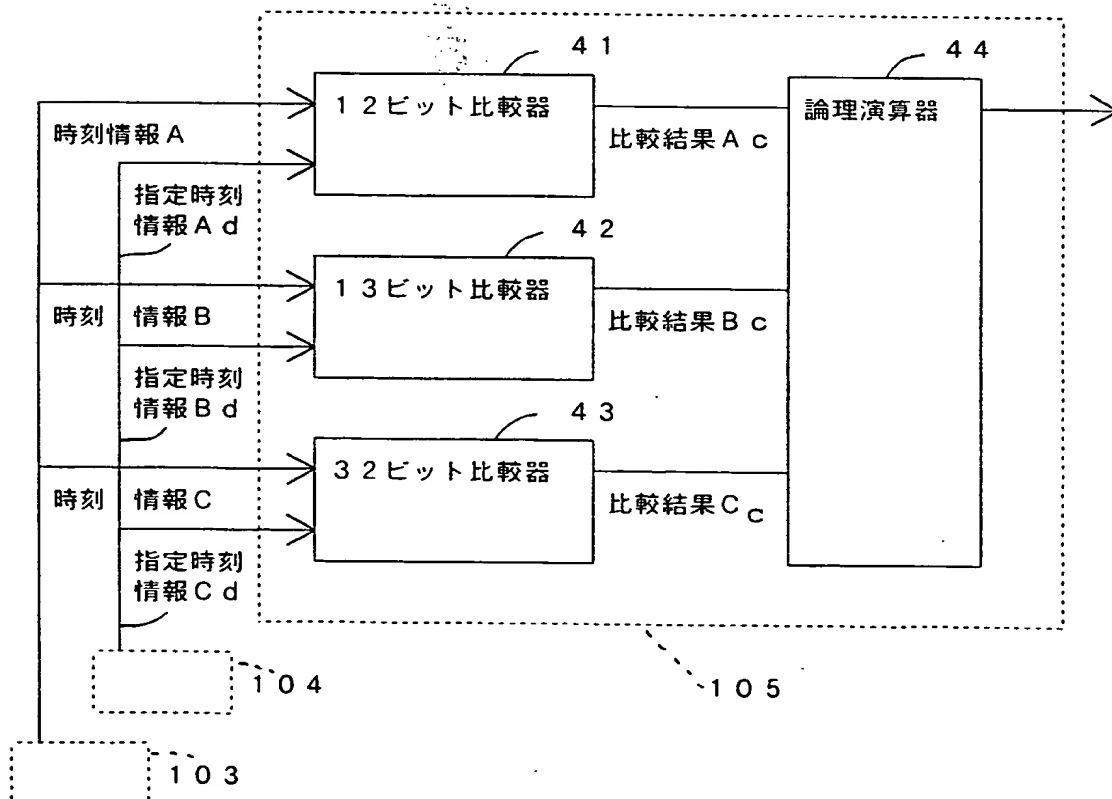 41
44
12ビット比較器
論理演算器
時刻情報A
比較結果Ac
指定時刻
情報Ad
42
13ビット比較器
時刻 情報B
比較結果Bc
指定時刻
情報Bd
43
32ビット比較器
時刻 情報C
比較結果Cc
指定時刻
情報Cd
104
105
103